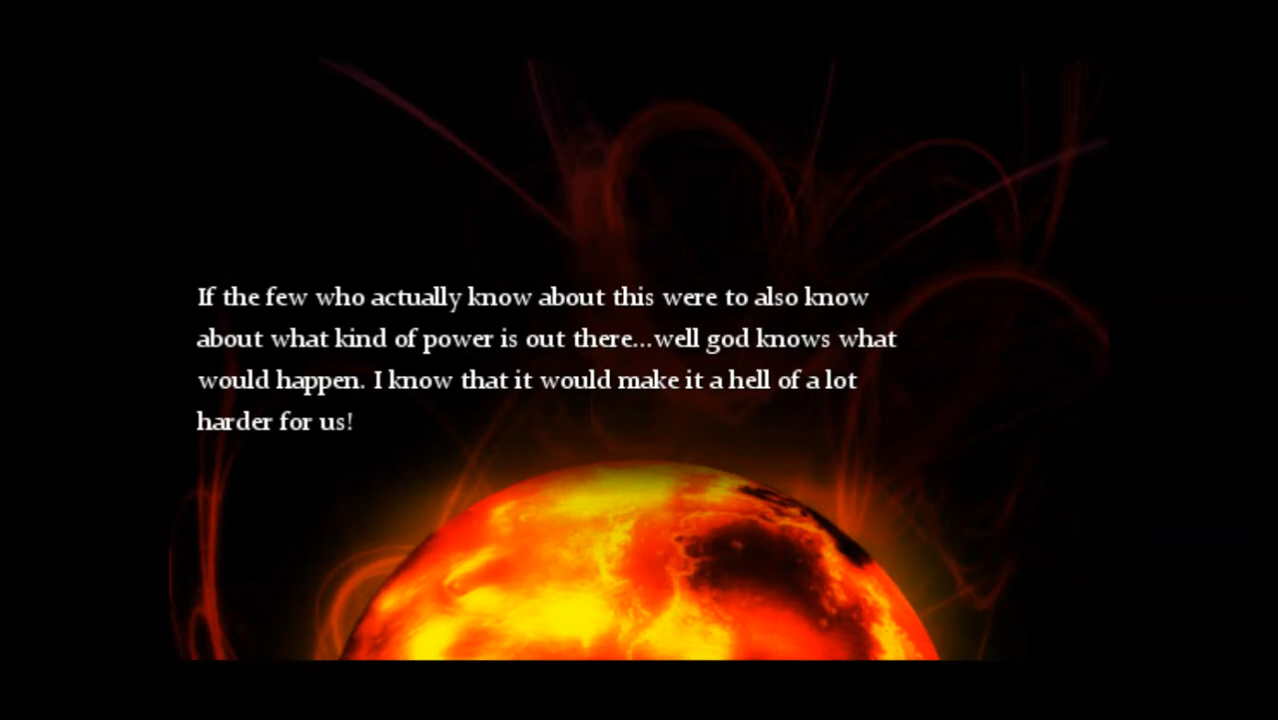 If the few who actually know about this were to also know
about what kind of power is out there...well god knows what
would happen. I know that it would make it a hell of a lot
harder for us!